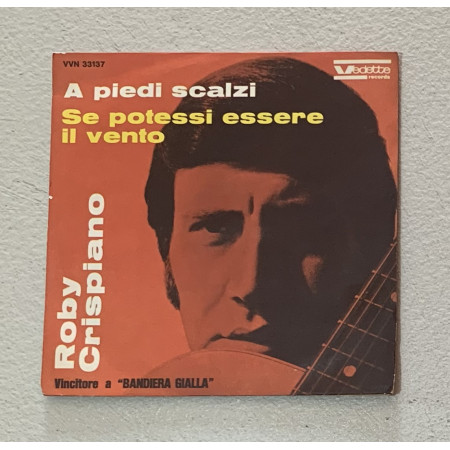 VVN 33137
Vedette
records
A piedi scalzi
Se potessi essere
il vento
Roby
Crispiano
Vincitore a "BANDIERA GIALLA"